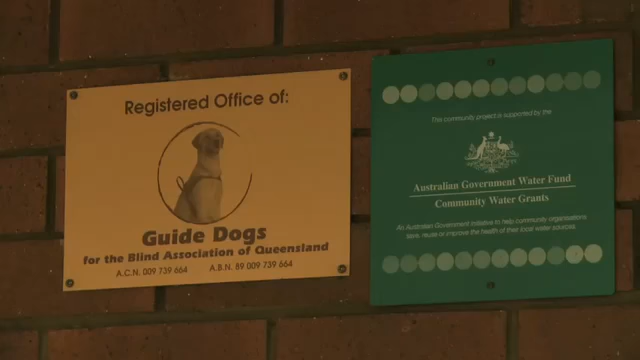 Registered Office of:
Guide Dogs
for the Blind Association of Queensland
A.C.N. 009 739 664 A.B.N. 89 009 739 664
This community project is supported by the
Australian Government Water Fund
Community Water Grants
An Australian Government initiative to help community organisations
save, reuse or improve the health of their local water sources.